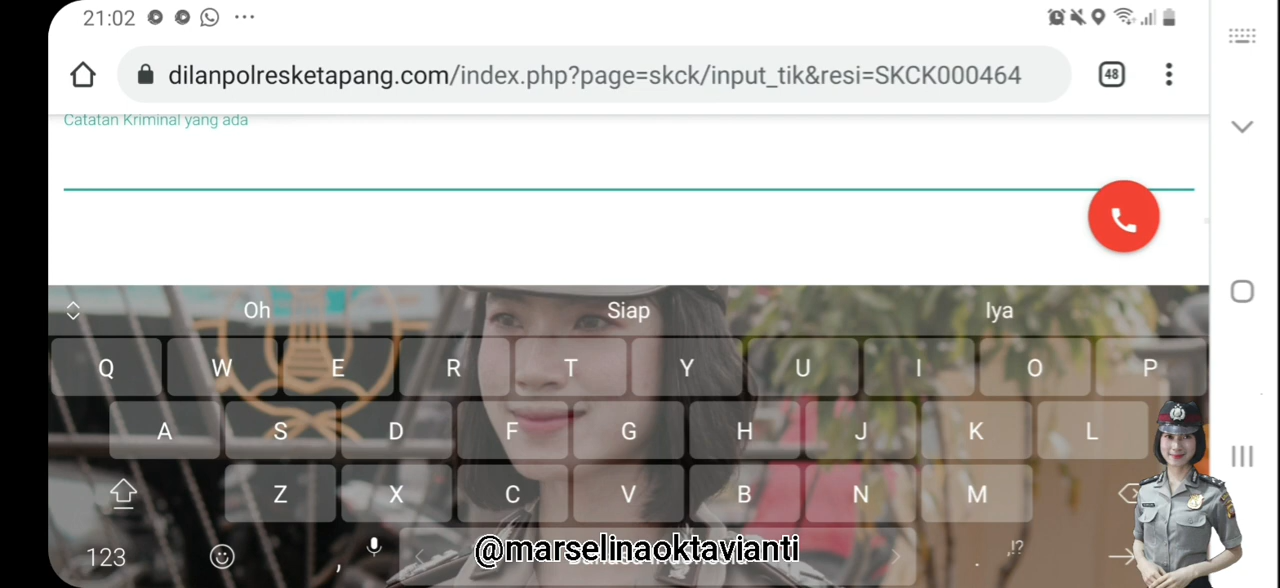 21:02
dilanpolresketapang.com/index.php?page=skck/input_tik&resi=SKCK000464
48
Catatan Kriminal yang ada
Oh Siap Iya
Q W E R T Y U I O P
A S D F G H J K L
Z X C V B N M
123 , . !?
@marselinaoktavianti